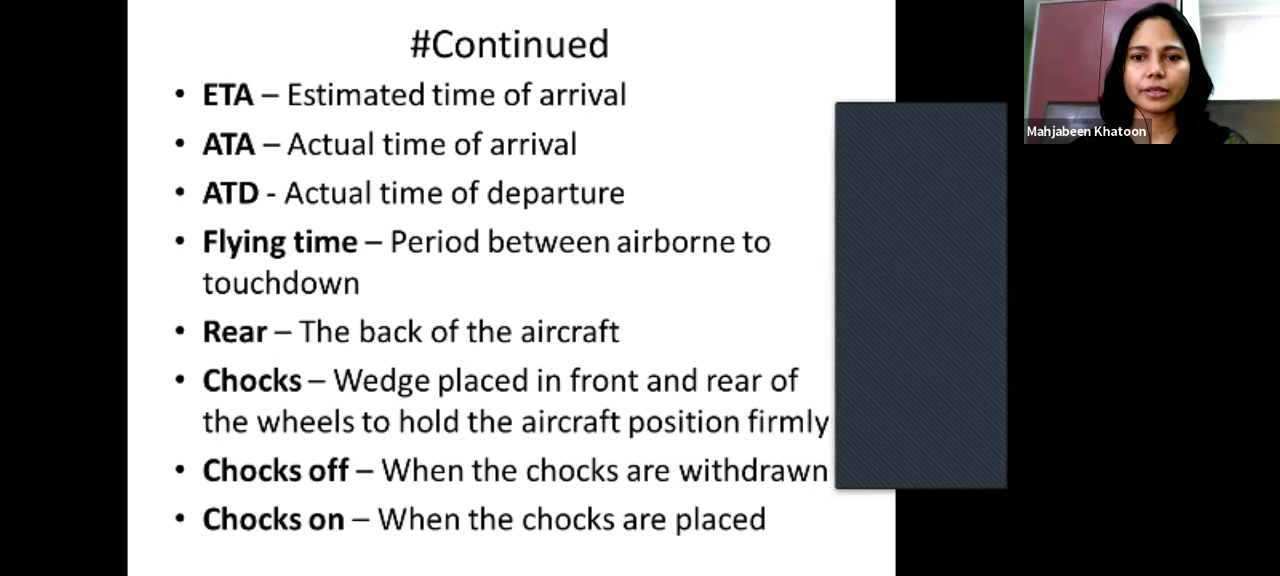 #Continued
• ETA – Estimated time of arrival
• ATA – Actual time of arrival
• ATD - Actual time of departure
• Flying time – Period between airborne to
touchdown
• Rear – The back of the aircraft
• Chocks – Wedge placed in front and rear of
the wheels to hold the aircraft position firmly
• Chocks off – When the chocks are withdrawn
• Chocks on – When the chocks are placed
Mahjabeen Khatoon